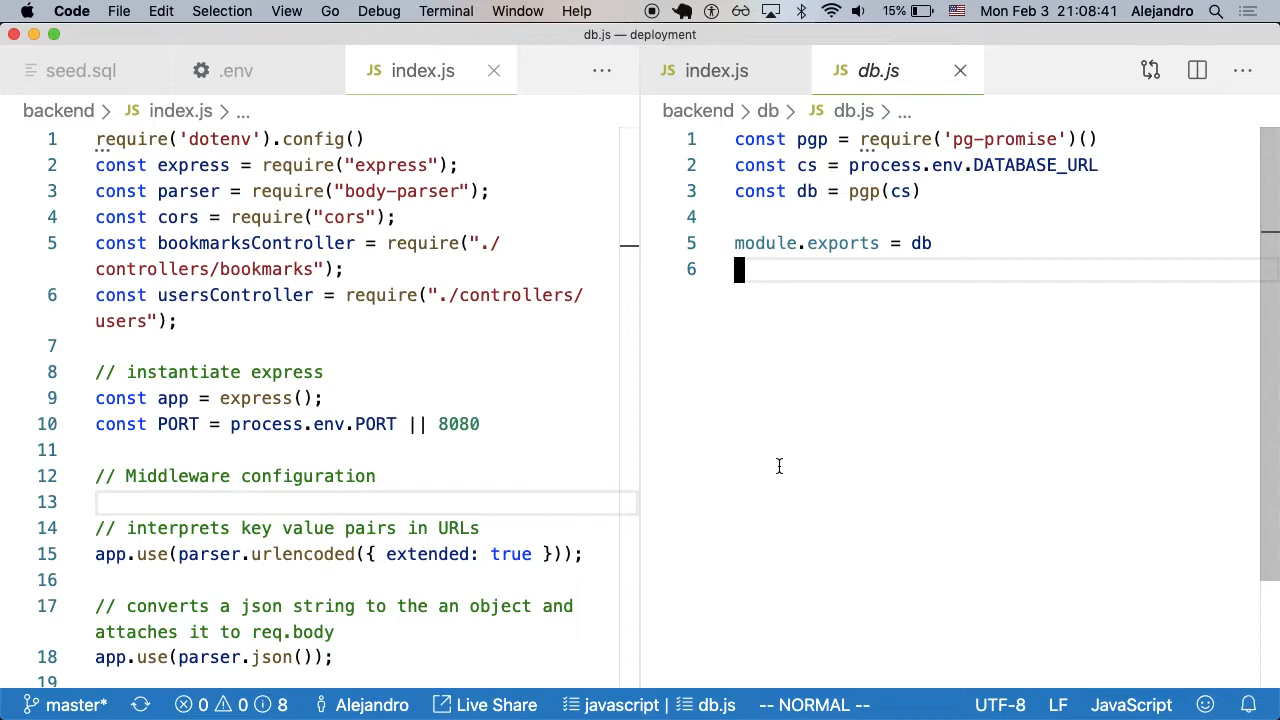 Code File Edit Selection View Go Debug Terminal Window Help 15% Mon Feb 3 21:08:41 Alejandro
db.js — deployment
seed.sql .env JS index.js ... JS index.js JS db.js ...
backend > JS index.js > ...
1 require('dotenv').config()
2 const express = require("express");
3 const parser = require("body-parser");
4 const cors = require("cors");
5 const bookmarksController = require("./
controllers/bookmarks");
6 const usersController = require("./controllers/
users");
7
8 // instantiate express
9 const app = express();
10 const PORT = process.env.PORT || 8080
11
12 // Middleware configuration
13
14 // interprets key value pairs in URLs
15 app.use(parser.urlencoded({ extended: true }));
16
17 // converts a json string to the an object and
attaches it to req.body
18 app.use(parser.json());
19
backend > db > JS db.js > ...
1 const pgp = require('pg-promise')()
2 const cs = process.env.DATABASE_URL
3 const db = pgp(cs)
4
5 module.exports = db
6
master* 0 0 8 Alejandro Live Share javascript | db.js -- NORMAL -- UTF-8 LF JavaScript